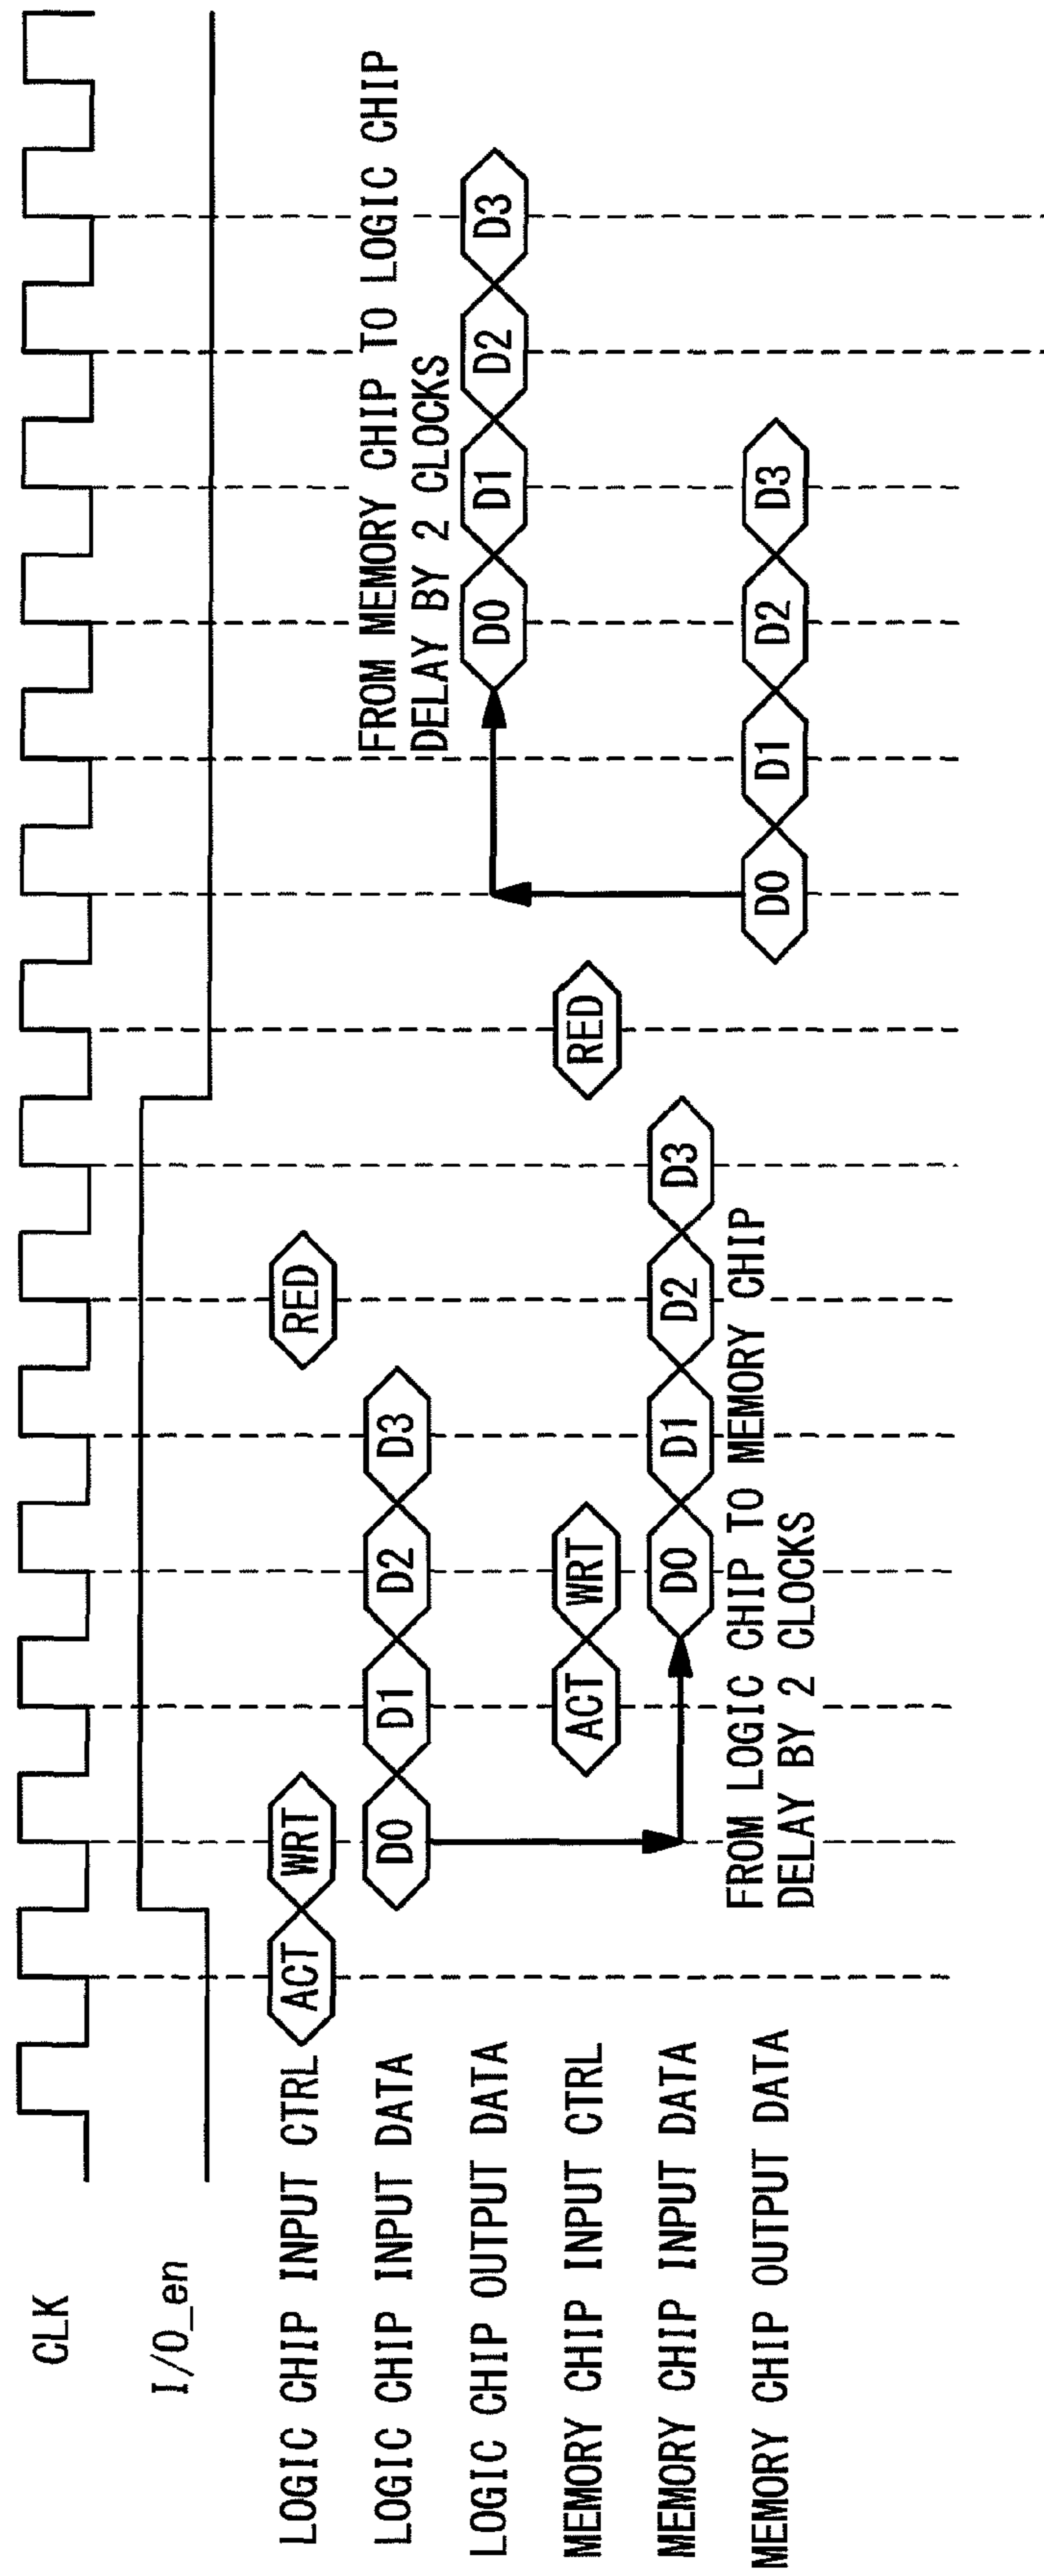 CLK
I/O_en
LOGIC CHIP INPUT CTRL ACT WRT RED
LOGIC CHIP INPUT DATA D0 D1 D2 D3
FROM MEMORY CHIP TO LOGIC CHIP
DELAY BY 2 CLOCKS
LOGIC CHIP OUTPUT DATA D0 D1 D2 D3
MEMORY CHIP INPUT CTRL ACT WRT RED
MEMORY CHIP INPUT DATA D0 D1 D2 D3
FROM LOGIC CHIP TO MEMORY CHIP
DELAY BY 2 CLOCKS
MEMORY CHIP OUTPUT DATA D0 D1 D2 D3